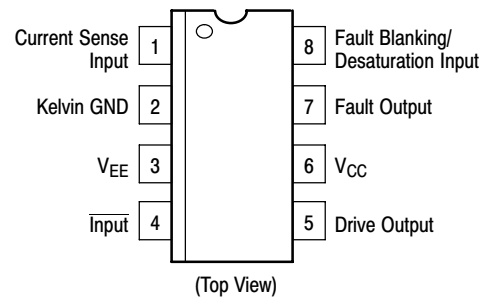 Current Sense
Input
1
8
Fault Blanking/
Desaturation Input
Kelvin GND
2
7
Fault Output
VEE
3
6
VCC
Input
4
5
Drive Output
(Top View)